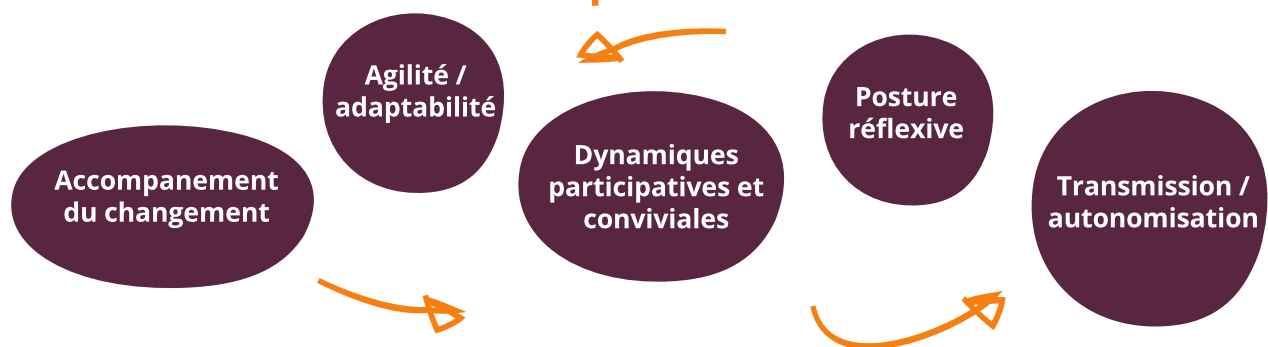 Accompanement
du changement
Agilité /
adaptabilité
Dynamiques
participatives et
conviviales
Posture
réflexive
Transmission /
autonomisation